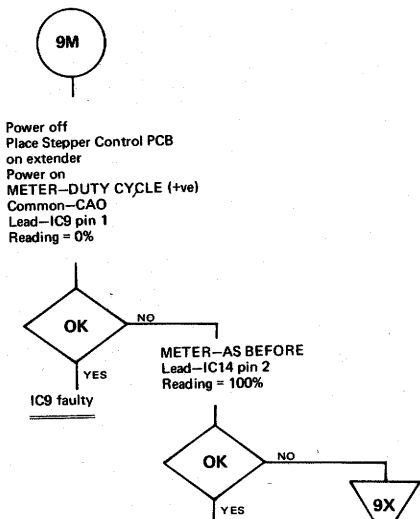 9M
Power off
Place Stepper Control PCB
on extender
Power on
METER—DUTY CYCLE (+ve)
Common—CAO
Lead—IC9 pin 1
Reading = 0%
OK
NO
YES
IC9 faulty
METER—AS BEFORE
Lead—IC14 pin 2
Reading = 100%
OK
NO
YES
9X